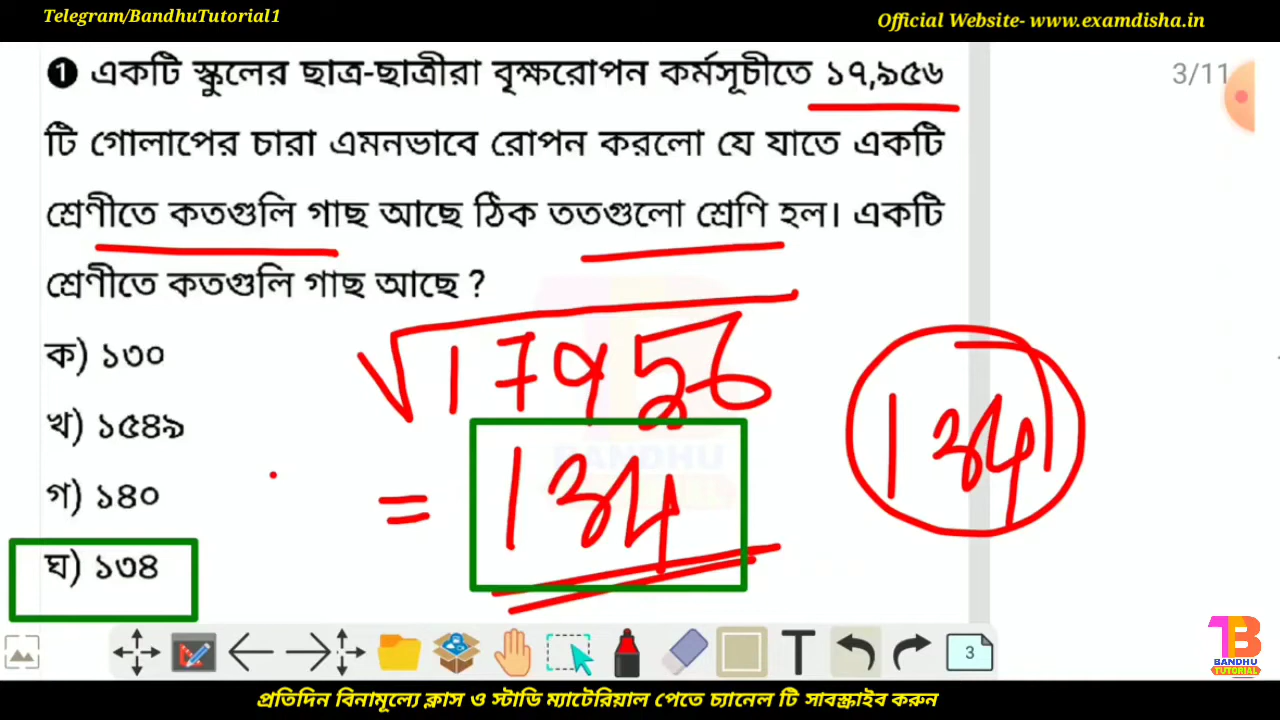 Telegram/BandhuTutorial1
Official Website- www.examdisha.in
3/11
❶ একটি স্কুলের ছাত্র-ছাত্রীরা বৃক্ষরোপন কর্মসূচীতে ১৭,৯৫৬
টি গোলাপের চারা এমনভাবে রোপন করলো যে যাতে একটি
শ্রেণীতে কতগুলি গাছ আছে ঠিক ততগুলো শ্রেণি হল। একটি
শ্রেণীতে কতগুলি গাছ আছে ?
ক) ১৩০
খ) ১৫৪৯
গ) ১৪০
ঘ) ১৩৪
√17956
= 134
134
BANDHU
T
3
BANDHU
TUTORIAL
প্রতিদিন বিনামূল্যে ক্লাস ও স্টাডি ম্যাটেরিয়াল পেতে চ্যানেল টি সাবস্ক্রাইব করুন